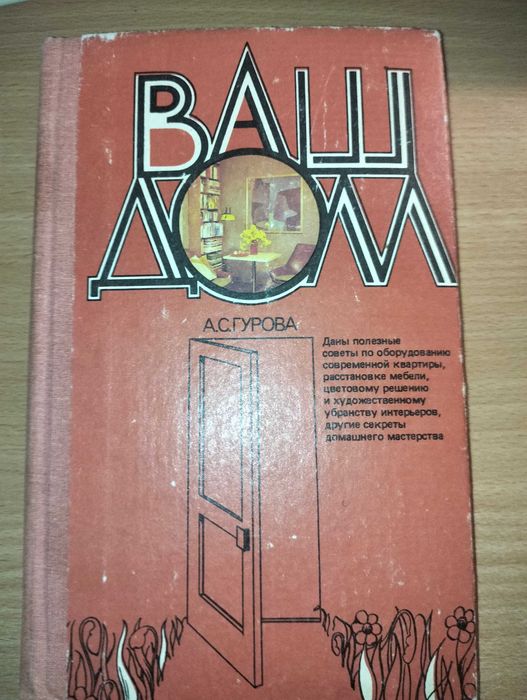 ВАШ
ДОМ
А.С.ГУРОВА
Даны полезные
советы по оборудованию
современной квартиры,
расстановке мебели,
цветовому решению
и художественному
убранству интерьеров,
другие секреты
домашнего мастерства